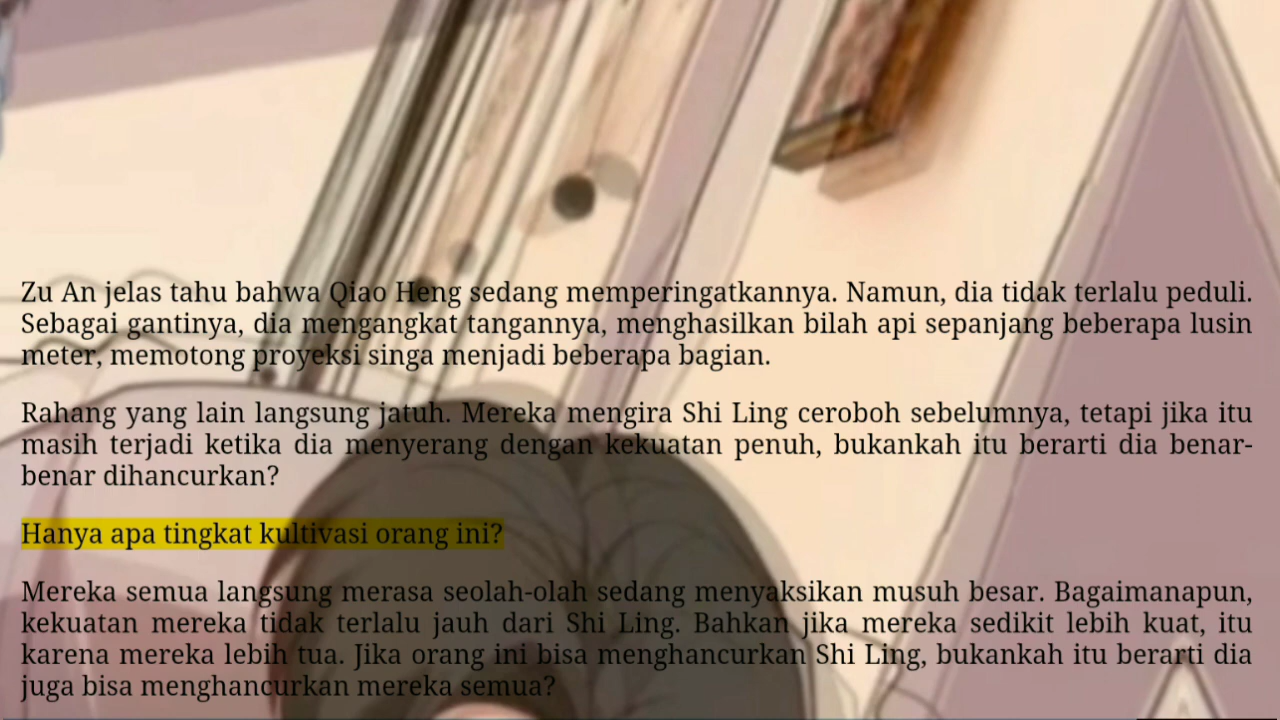 Zu An jelas tahu bahwa Qiao Heng sedang memperingatkannya. Namun, dia tidak terlalu peduli.
Sebagai gantinya, dia mengangkat tangannya, menghasilkan bilah api sepanjang beberapa lusin
meter, memotong proyeksi singa menjadi beberapa bagian.
Rahang yang lain langsung jatuh. Mereka mengira Shi Ling ceroboh sebelumnya, tetapi jika itu
masih terjadi ketika dia menyerang dengan kekuatan penuh, bukankah itu berarti dia benar-
benar dihancurkan?
Hanya apa tingkat kultivasi orang ini?
Mereka semua langsung merasa seolah-olah sedang menyaksikan musuh besar. Bagaimanapun,
kekuatan mereka tidak terlalu jauh dari Shi Ling. Bahkan jika mereka sedikit lebih kuat, itu
karena mereka lebih tua. Jika orang ini bisa menghancurkan Shi Ling, bukankah itu berarti dia
juga bisa menghancurkan mereka semua?